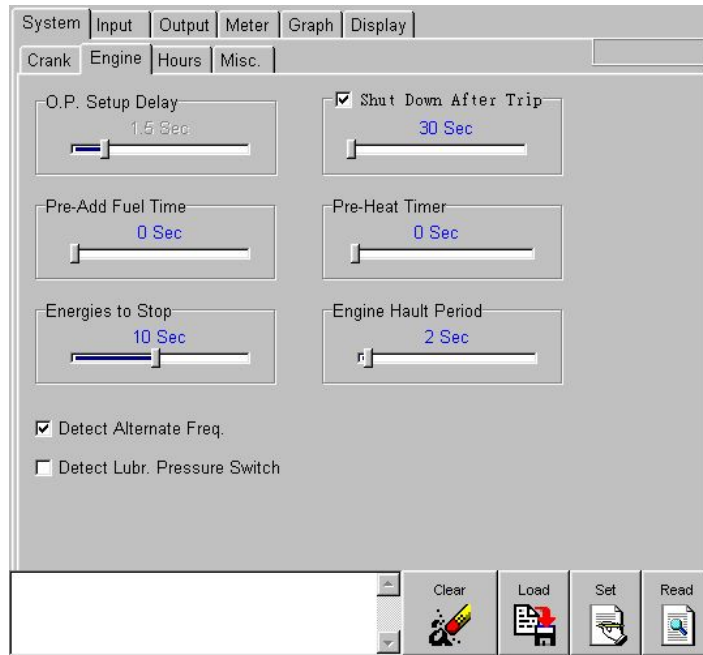 System Input Output Meter Graph Display
Crank Engine Hours Misc.
O.P. Setup Delay
1.5 Sec
Shut Down After Trip
30 Sec
Pre-Add Fuel Time
0 Sec
Pre-Heat Timer
0 Sec
Energies to Stop
10 Sec
Engine Hault Period
2 Sec
Detect Alternate Freq.
Detect Lubr. Pressure Switch
Clear Load Set Read